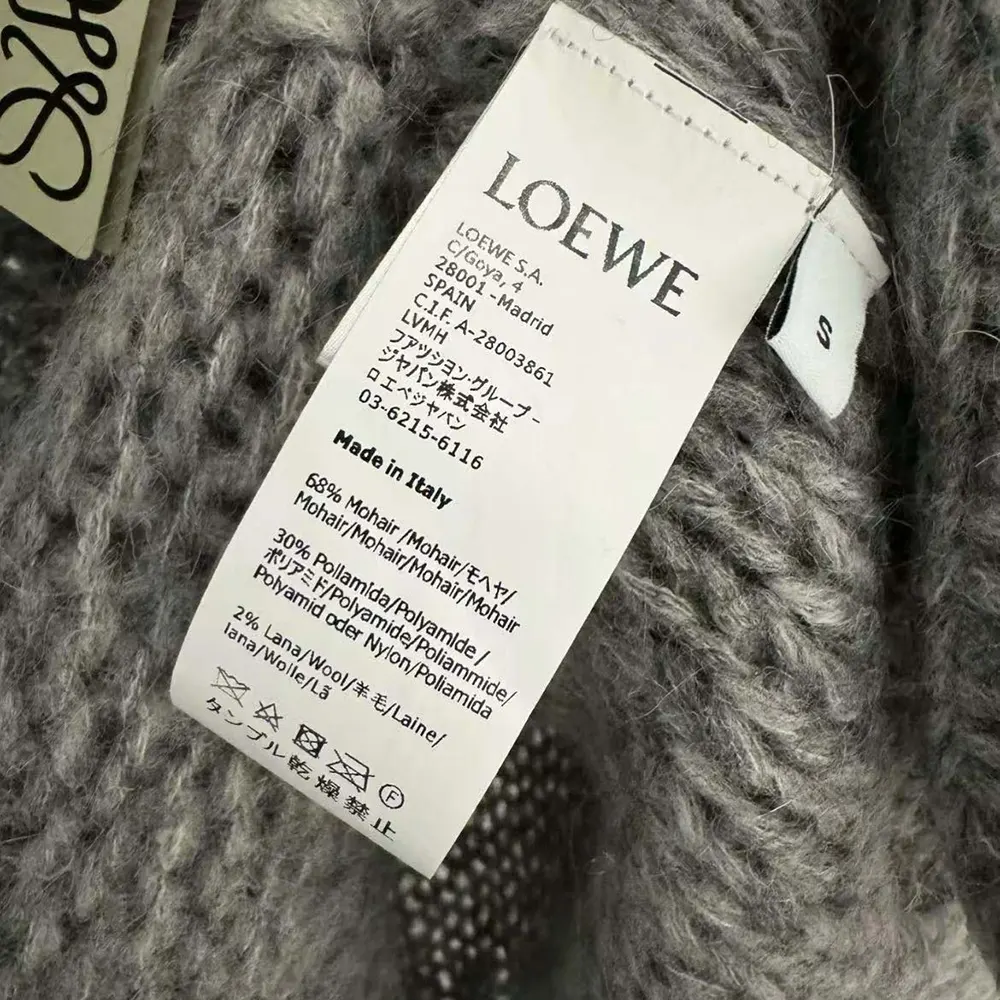 LOEWE
LOEWE S.A.
C/Goya, 4
28001 -Madrid
SPAIN
C.I.F. A-28003861
LVMH
ファッション・グループ-
ジャパン株式会社
ロエベジャパン
03-6215-6116
Made in Italy
68% Mohair /Mohair/モヘヤ/
Mohair/Mohair/Mohair/Mohair
30% Poliamida/Polyamide/
ポリアミド/Polyamide/Poliammide/
Polyamid oder Nylon/Poliamida
2% Lana/Wool/羊毛/Laine/
lana/Wolle/Lã
F
タンブル乾燥禁止
S